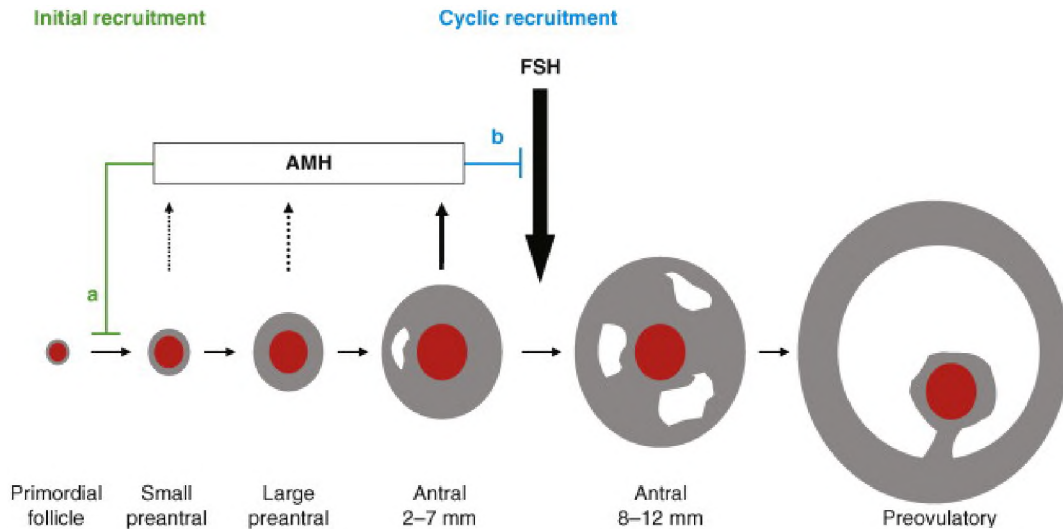 Initial recruitment
Cyclic recruitment
FSH
b
AMH
a
Primordial
follicle
Small
preantral
Large
preantral
Antral
2–7 mm
Antral
8–12 mm
Preovulatory